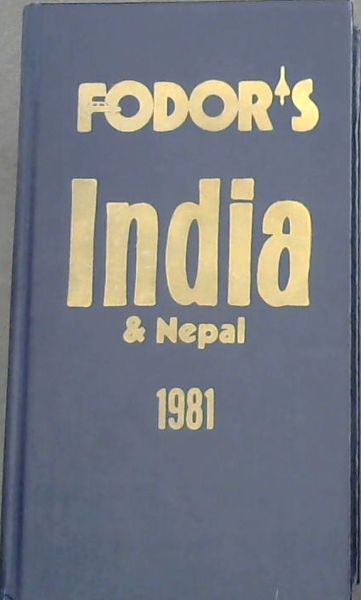 FODOR'S
India
& Nepal
1981